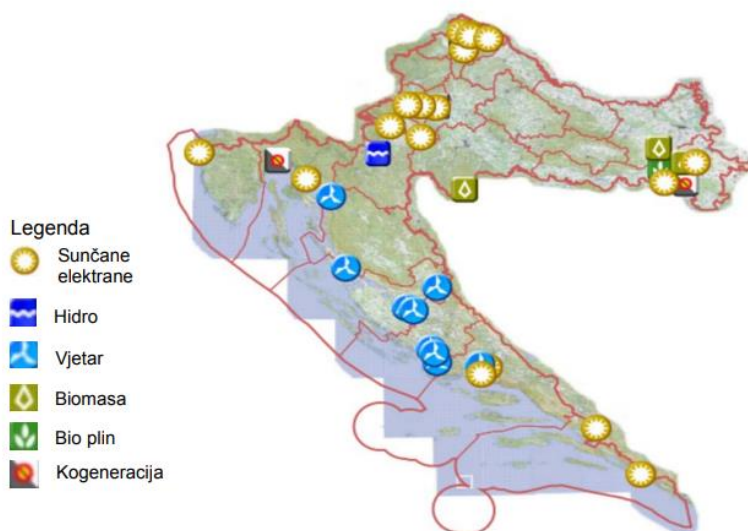 Legenda
Sunčane
elektrane
Hidro
Vjetar
Biomasa
Bio plin
Kogeneracija